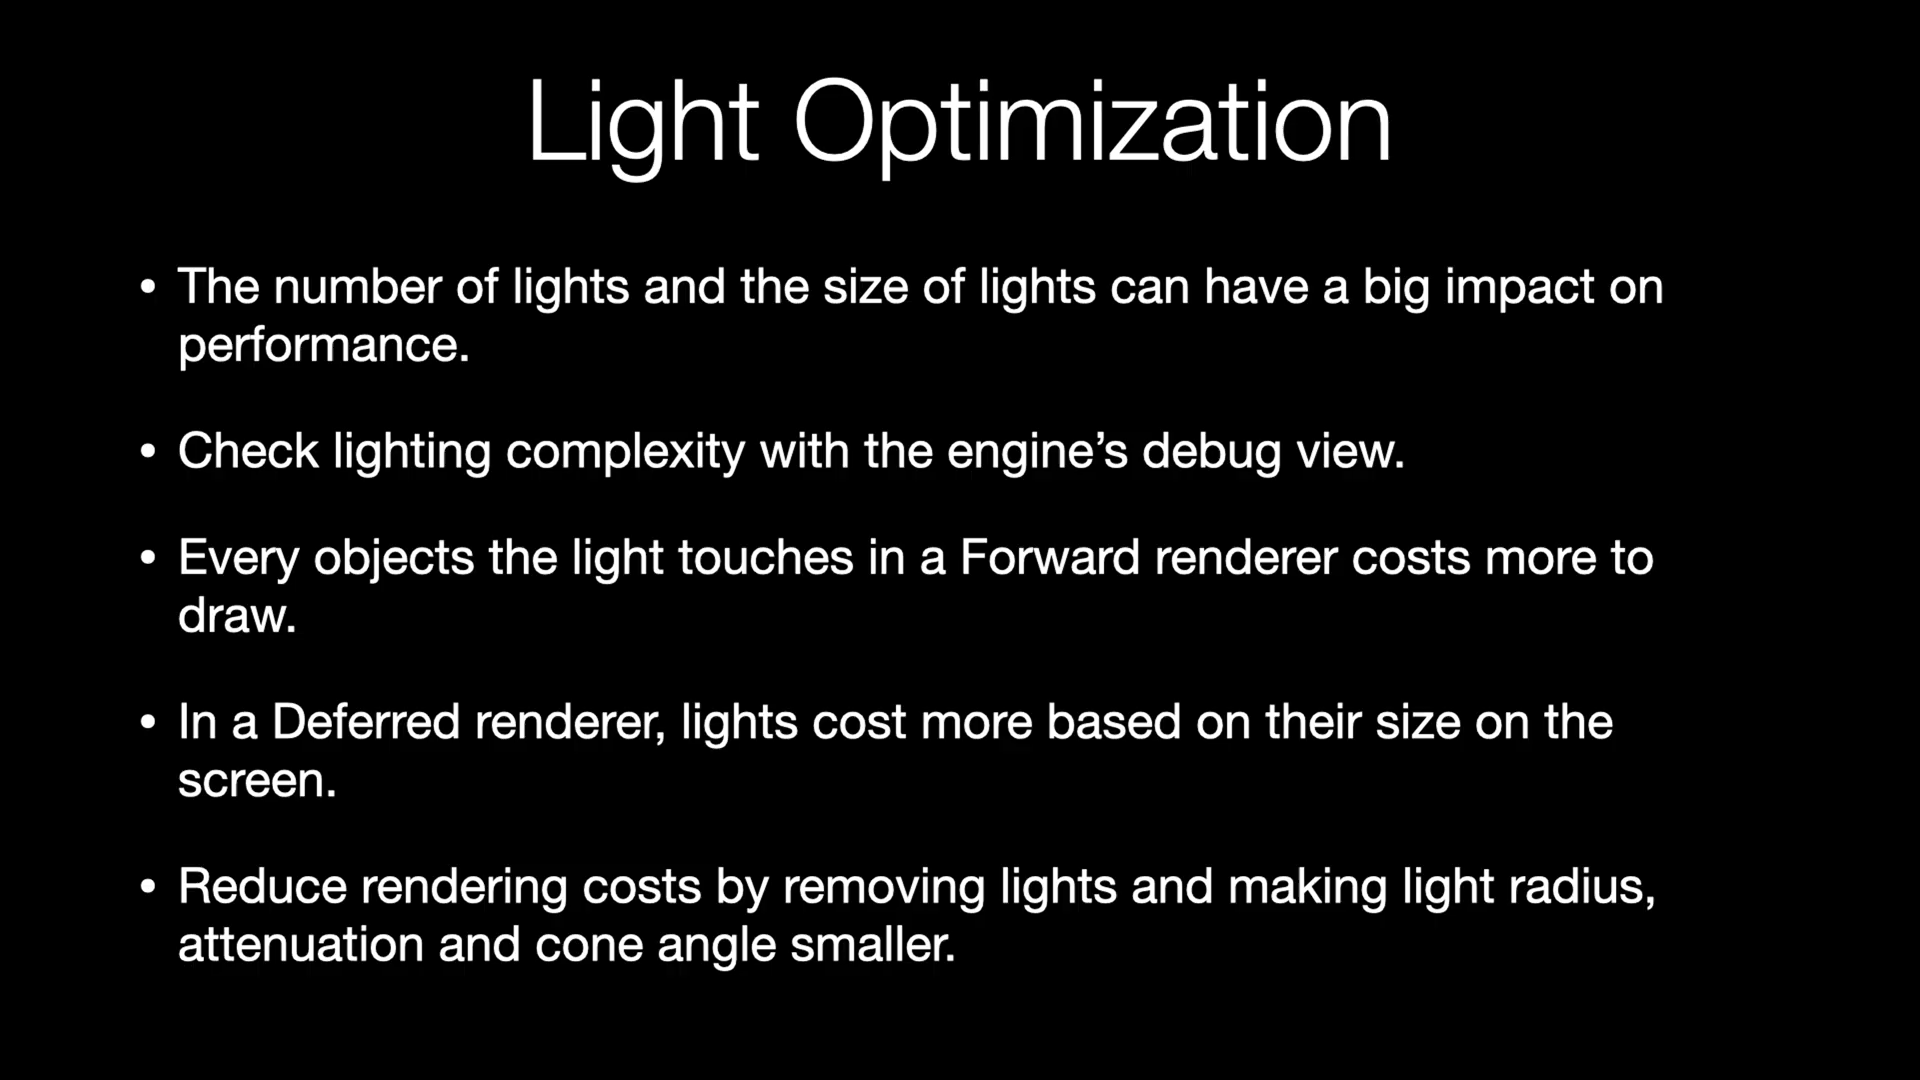 Light Optimization
• The number of lights and the size of lights can have a big impact on
performance.
• Check lighting complexity with the engine’s debug view.
• Every objects the light touches in a Forward renderer costs more to
draw.
• In a Deferred renderer, lights cost more based on their size on the
screen.
• Reduce rendering costs by removing lights and making light radius,
attenuation and cone angle smaller.